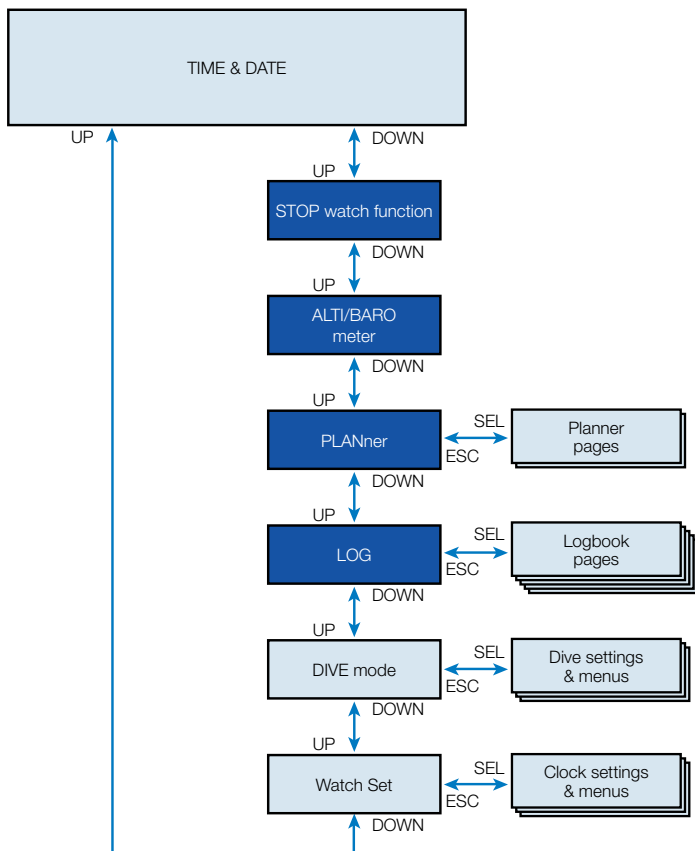 TIME & DATE
UP
DOWN
UP
STOP watch function
DOWN
UP
ALTI/BARO
meter
DOWN
UP
PLANner
SEL
ESC
Planner
pages
DOWN
UP
LOG
SEL
ESC
Logbook
pages
DOWN
UP
DIVE mode
SEL
ESC
Dive settings
& menus
DOWN
UP
Watch Set
SEL
ESC
Clock settings
& menus
DOWN